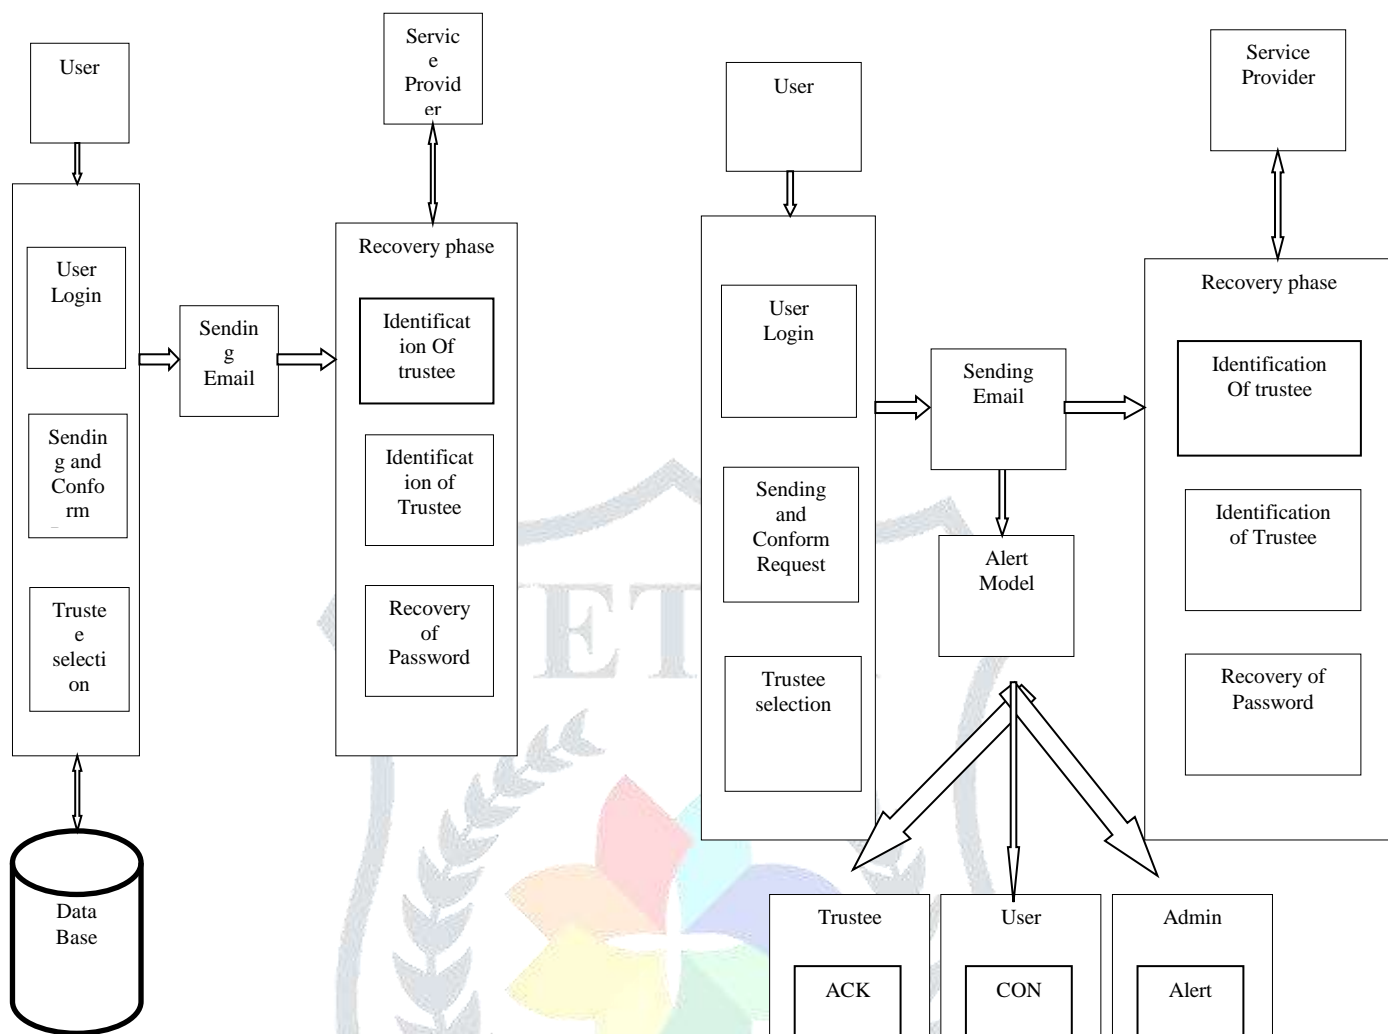 User
Servic
e
Provid
er
User
Login
Sendin
g and
Confo
rm
Truste
e
selecti
on
Data
Base
Sendin
g
Email
Recovery phase
Identificat
ion Of
trustee
Identificat
ion of
Trustee
Recovery
of
Password
User
Service
Provider
User
Login
Sending
and
Conform
Request
Trustee
selection
Sending
Email
Alert
Model
Recovery phase
Identification
Of trustee
Identification
of Trustee
Recovery of
Password
Trustee
ACK
User
CON
Admin
Alert